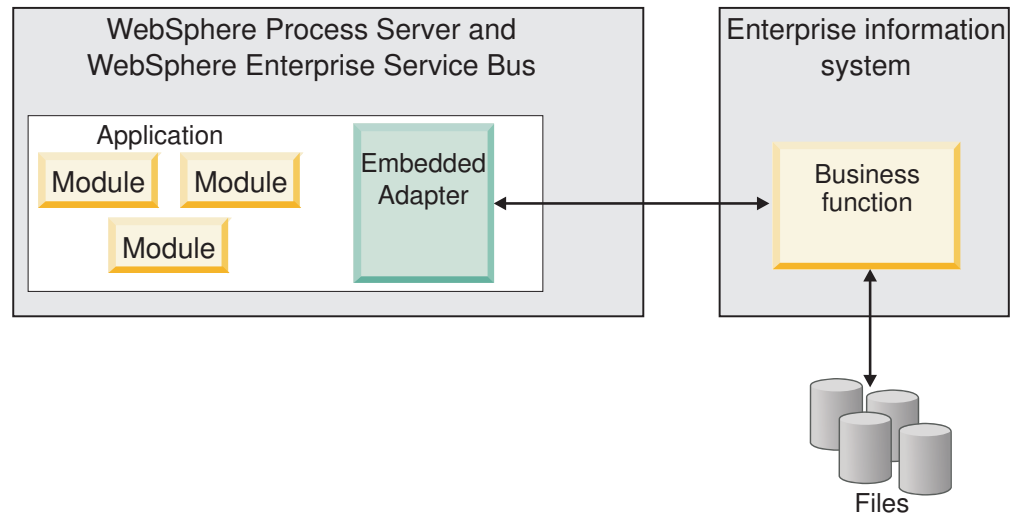 WebSphere Process Server and
WebSphere Enterprise Service Bus
Application
Module
Module
Module
Embedded
Adapter
Enterprise information
system
Business
function
Files